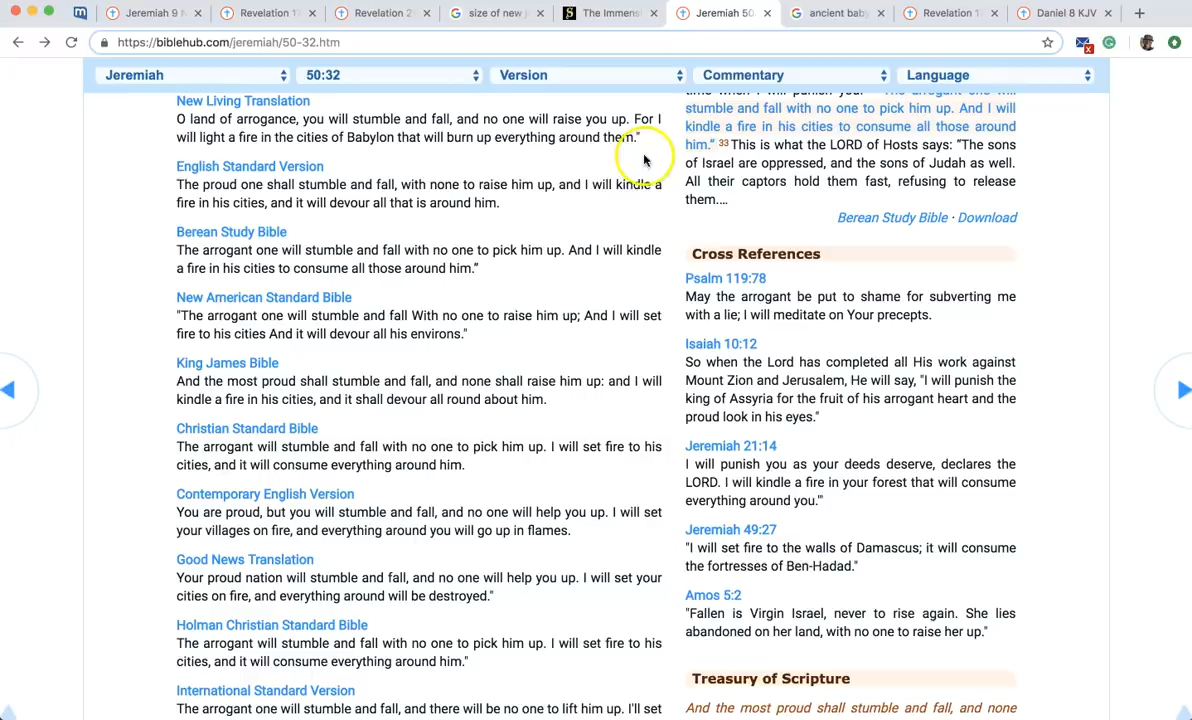 Jeremiah 9 N
Revelation 17
Revelation 2
size of new j
The Immens
Jeremiah 50
ancient bab
Revelation 1
Daniel 8 KJV
https://biblehub.com/jeremiah/50-32.htm
Jeremiah
50:32
Version
Commentary
Language
New Living Translation
O land of arrogance, you will stumble and fall, and no one will raise you up. For I
will light a fire in the cities of Babylon that will burn up everything around them."
English Standard Version
The proud one shall stumble and fall, with none to raise him up, and I will kindle a
fire in his cities, and it will devour all that is around him.
Berean Study Bible
The arrogant one will stumble and fall with no one to pick him up. And I will kindle
a fire in his cities to consume all those around him.”
New American Standard Bible
"The arrogant one will stumble and fall With no one to raise him up; And I will set
fire to his cities And it will devour all his environs."
King James Bible
And the most proud shall stumble and fall, and none shall raise him up: and I will
kindle a fire in his cities, and it shall devour all round about him.
Christian Standard Bible
The arrogant will stumble and fall with no one to pick him up. I will set fire to his
cities, and it will consume everything around him.
Contemporary English Version
You are proud, but you will stumble and fall, and no one will help you up. I will set
your villages on fire, and everything around you will go up in flames.
Good News Translation
Your proud nation will stumble and fall, and no one will help you up. I will set your
cities on fire, and everything around will be destroyed."
Holman Christian Standard Bible
The arrogant will stumble and fall with no one to pick him up. I will set fire to his
cities, and it will consume everything around him."
International Standard Version
The arrogant one will stumble and fall, and there will be no one to lift him up. I'll set
time when I will punish you. The arrogant one will
stumble and fall with no one to pick him up. And I will
kindle a fire in his cities to consume all those around
him.” 33 This is what the LORD of Hosts says: “The sons
of Israel are oppressed, and the sons of Judah as well.
All their captors hold them fast, refusing to release
them.…
Berean Study Bible · Download
Cross References
Psalm 119:78
May the arrogant be put to shame for subverting me
with a lie; I will meditate on Your precepts.
Isaiah 10:12
So when the Lord has completed all His work against
Mount Zion and Jerusalem, He will say, "I will punish the
king of Assyria for the fruit of his arrogant heart and the
proud look in his eyes."
Jeremiah 21:14
I will punish you as your deeds deserve, declares the
LORD. I will kindle a fire in your forest that will consume
everything around you.'"
Jeremiah 49:27
"I will set fire to the walls of Damascus; it will consume
the fortresses of Ben-Hadad."
Amos 5:2
"Fallen is Virgin Israel, never to rise again. She lies
abandoned on her land, with no one to raise her up."
Treasury of Scripture
And the most proud shall stumble and fall, and none